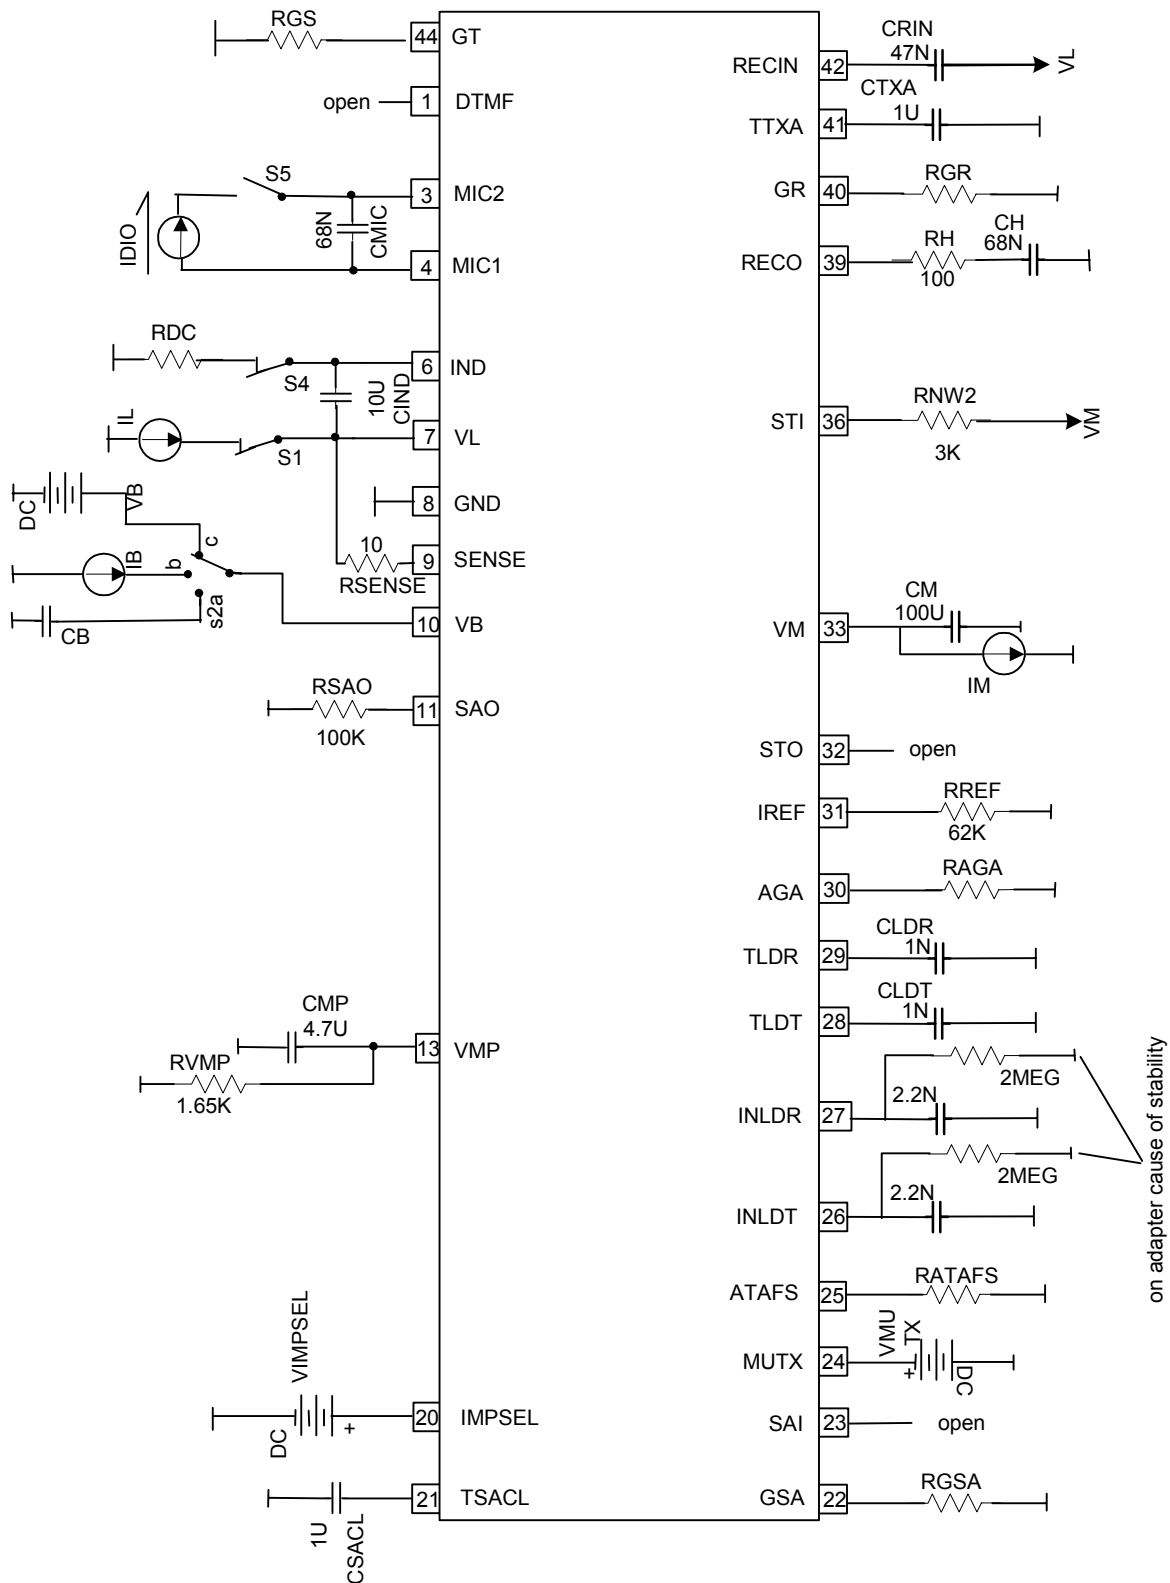 RGS
44 GT
open
1 DTMF
S5
3 MIC2
IDIO
68N
CMIC
4 MIC1
RDC
S4
6 IND
10U
CIND
IL
S1
7 VL
DC
VB
8 GND
c
b
IB
s2a
10
RSENSE
9 SENSE
CB
10 VB
RSAO
100K
11 SAO
CMP
4.7U
13 VMP
RVMP
1.65K
VIMPSEL
DC
+
20 IMPSEL
1U
CSACL
21 TSACL
RECIN 42
CRIN
47N
VL
TTXA 41
CTXA
1U
GR 40
RGR
RECO 39
RH
100
CH
68N
STI 36
RNW2
3K
VM
VM 33
CM
100U
IM
STO 32
open
IREF 31
RREF
62K
AGA 30
RAGA
TLDR 29
CLDR
1N
TLDT 28
CLDT
1N
INLDR 27
2MEG
2.2N
INLDT 26
2MEG
2.2N
on adapter cause of stability
ATAFS 25
RATAFS
MUTX 24
VMU
TX
+
DC
SAI 23
open
GSA 22
RGSA